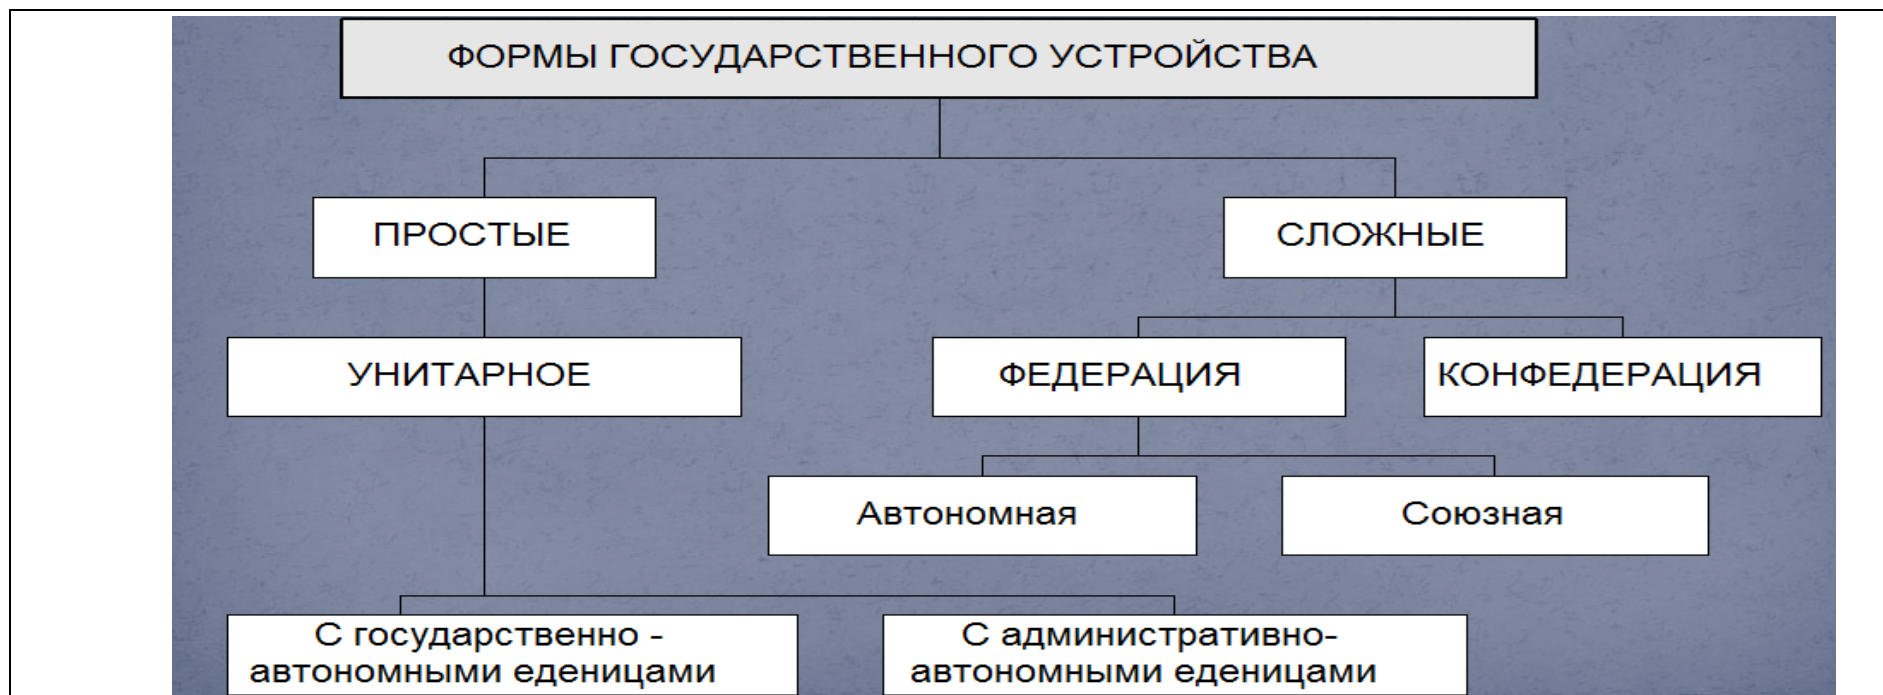 ФОРМЫ ГОСУДАРСТВЕННОГО УСТРОЙСТВА
ПРОСТЫЕ
СЛОЖНЫЕ
УНИТАРНОЕ
ФЕДЕРАЦИЯ
КОНФЕДЕРАЦИЯ
Автономная
Союзная
С государственно -
автономными еденицами
С административно-
автономными еденицами